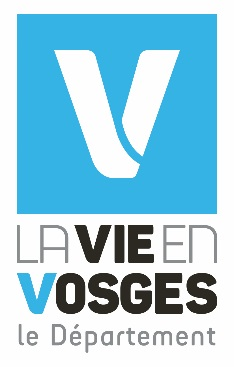 V
LA VIE EN
VOSGES
le Département